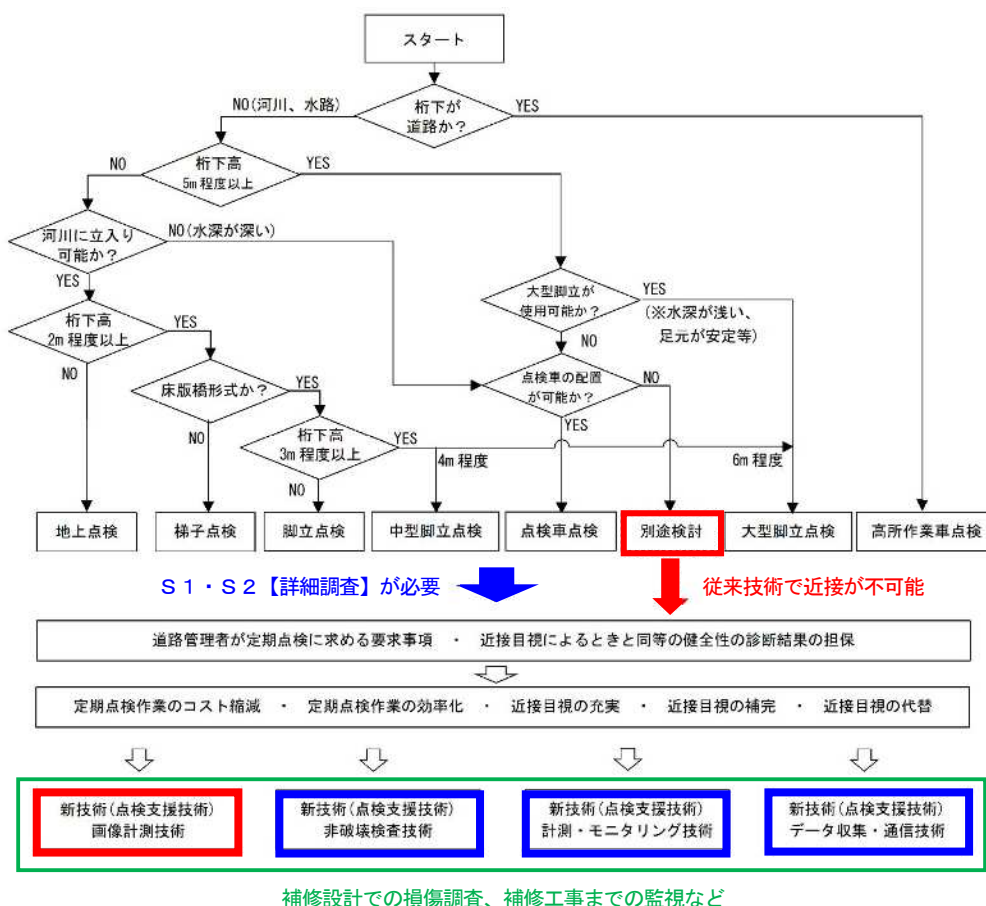 スタート
桁下が
道路か？
NO(河川、水路)
YES
桁下高
5m 程度以上
NO
YES
河川に立入り
可能か？
NO(水深が深い)
YES
大型脚立が
使用可能か？
YES
(※水深が浅い、
足元が安定等)
NO
桁下高
2m 程度以上
YES
NO
床版橋形式か？
YES
NO
点検車の配置
が可能か？
NO
YES
桁下高
3m 程度以上
YES
NO
4m 程度
6m 程度
地上点検
梯子点検
脚立点検
中型脚立点検
点検車点検
別途検討
大型脚立点検
高所作業車点検
Ｓ１・Ｓ２【詳細調査】が必要
従来技術で近接が不可能
道路管理者が定期点検に求める要求事項　・　近接目視によるときと同等の健全性の診断結果の担保
定期点検作業のコスト縮減　・　定期点検作業の効率化　・　近接目視の充実　・　近接目視の補完　・　近接目視の代替
新技術(点検支援技術)
画像計測技術
新技術(点検支援技術)
非破壊検査技術
新技術(点検支援技術)
計測・モニタリング技術
新技術(点検支援技術)
データ収集・通信技術
補修設計での損傷調査、補修工事までの監視など